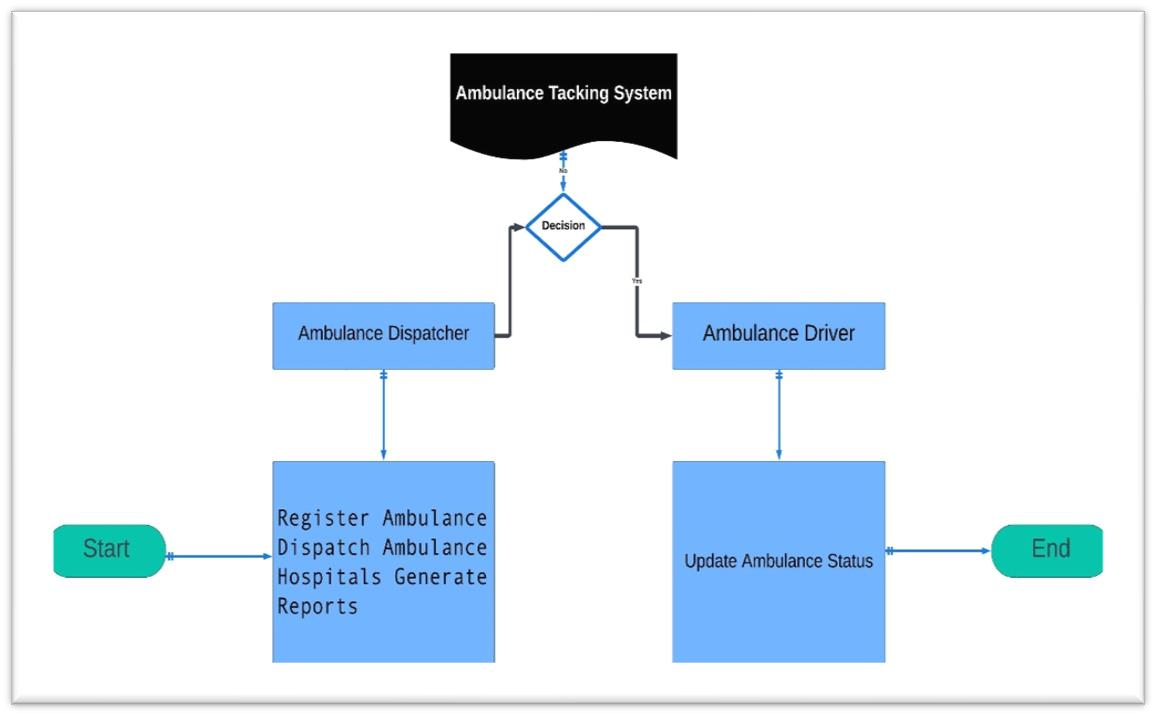 Ambulance Tacking System
No
Decision
Yes
Ambulance Dispatcher
Ambulance Driver
Register Ambulance
Dispatch Ambulance
Hospitals Generate
Reports
Start
Update Ambulance Status
End